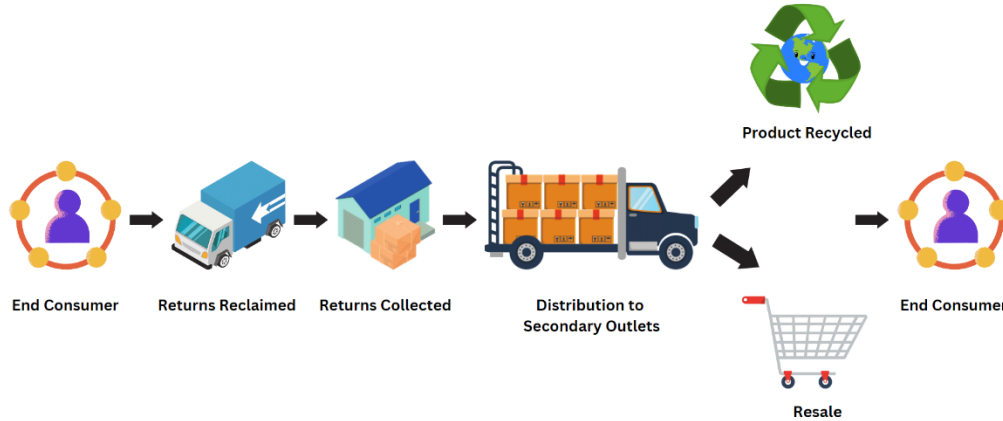 Product Recycled
End Consumer
Returns Reclaimed
Returns Collected
Distribution to
Secondary Outlets
End Consumer
Resale